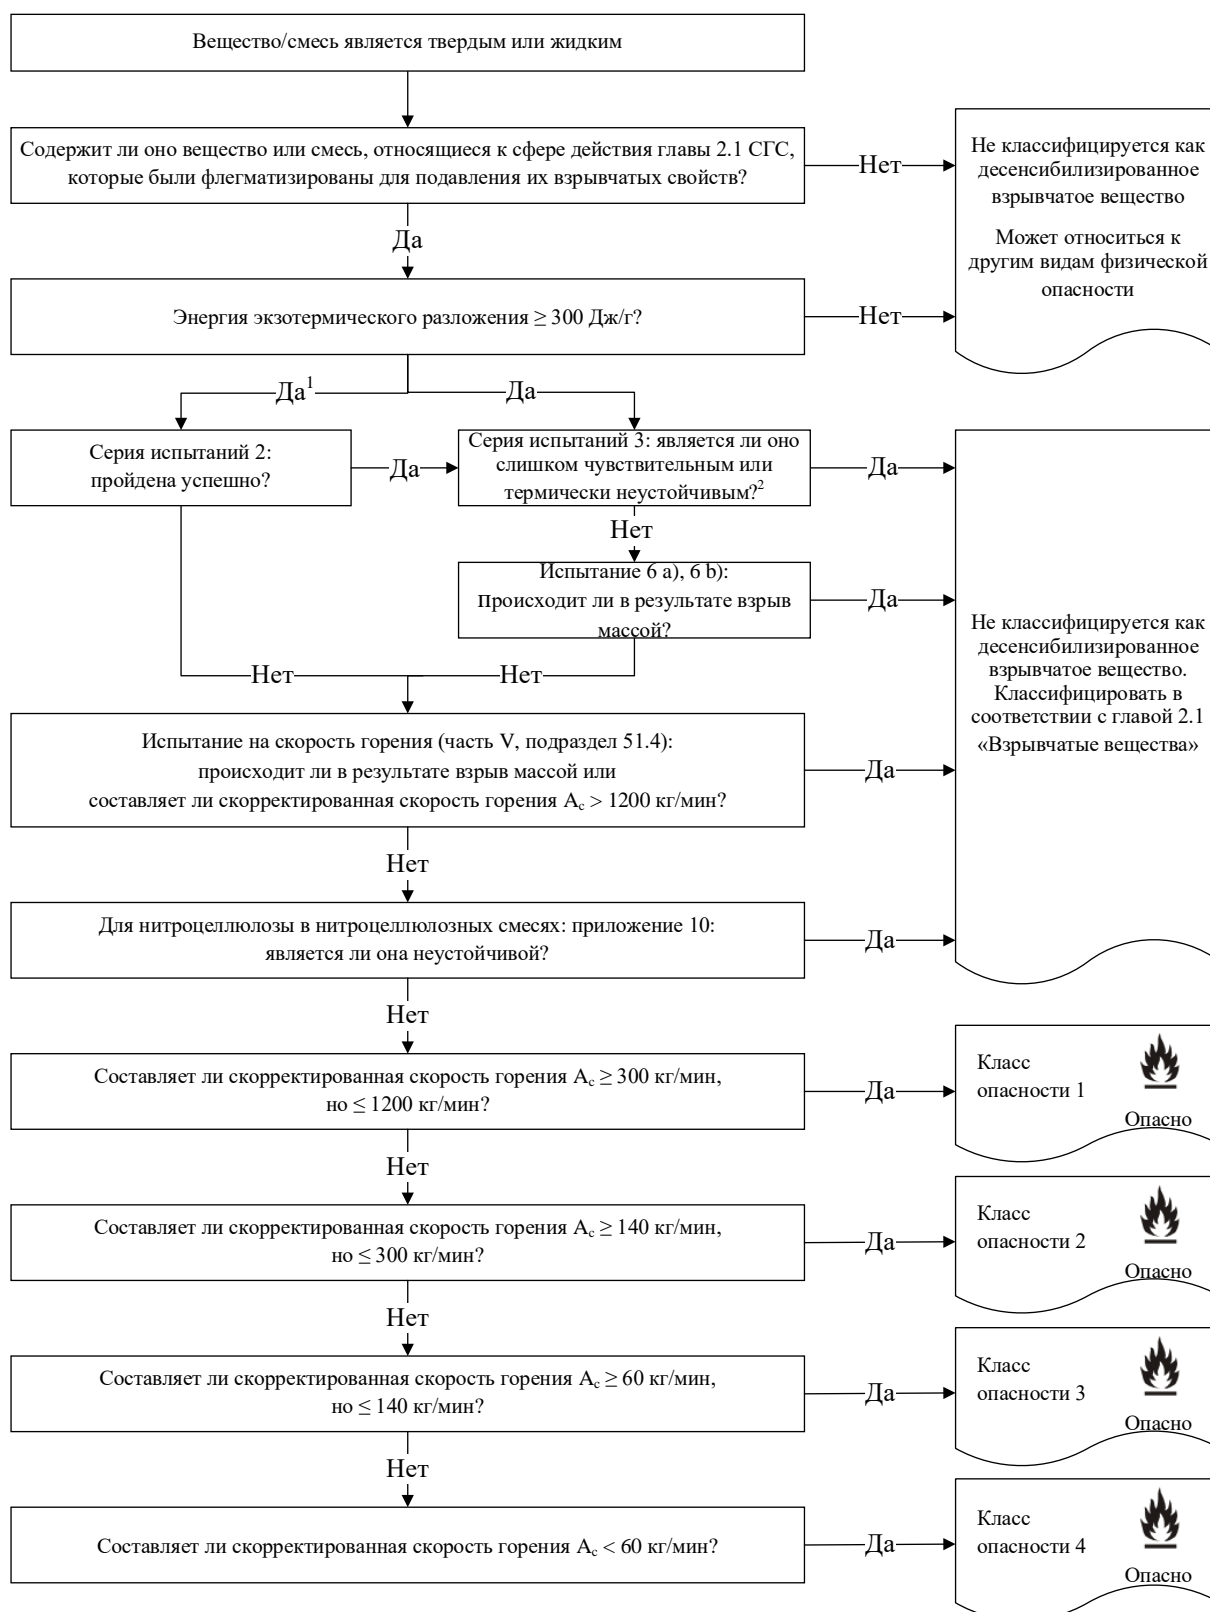 Вещество/смесь является твердым или жидким
Содержит ли оно вещество или смесь, относящиеся к сфере действия главы 2.1 СГС,
которые были флегматизированы для подавления их взрывчатых свойств?
Нет
Не классифицируется как
десенсибилизированное
взрывчатое вещество
Может относиться к
другим видам физической
опасности
Да
Энергия экзотермического разложения ≥ 300 Дж/г?
Нет
Да¹
Да
Серия испытаний 2:
пройдена успешно?
Да
Серия испытаний 3: является ли оно
слишком чувствительным или
термически неустойчивым?²
Да
Нет
Испытание 6 a), 6 b):
происходит ли в результате взрыв
массой?
Да
Не классифицируется как
десенсибилизированное
взрывчатое вещество.
Классифицировать в
соответствии с главой 2.1
«Взрывчатые вещества»
Нет
Нет
Испытание на скорость горения (часть V, подраздел 51.4):
происходит ли в результате взрыв массой или
составляет ли скорректированная скорость горения Aс > 1200 кг/мин?
Да
Нет
Для нитроцеллюлозы в нитроцеллюлозных смесях: приложение 10:
является ли она неустойчивой?
Да
Нет
Составляет ли скорректированная скорость горения Aс ≥ 300 кг/мин,
но ≤ 1200 кг/мин?
Да
Класс
опасности 1
Опасно
Нет
Составляет ли скорректированная скорость горения Aс ≥ 140 кг/мин,
но ≤ 300 кг/мин?
Да
Класс
опасности 2
Опасно
Нет
Составляет ли скорректированная скорость горения Aс ≥ 60 кг/мин,
но ≤ 140 кг/мин?
Да
Класс
опасности 3
Опасно
Нет
Составляет ли скорректированная скорость горения Aс < 60 кг/мин?
Да
Класс
опасности 4
Опасно